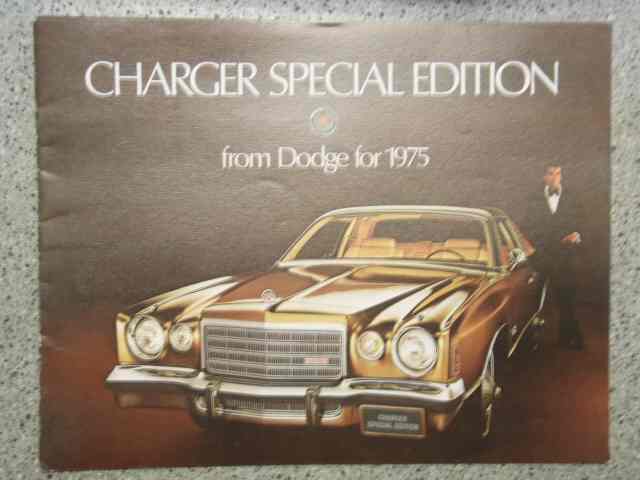 CHARGER SPECIAL EDITION
from Dodge for 1975
CHARGER
SPECIAL EDITION